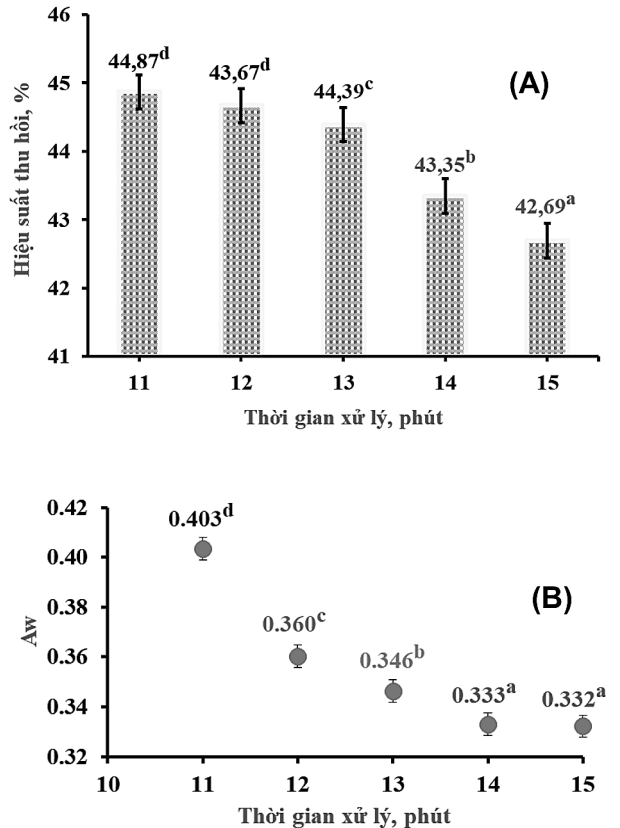 46
45
44
43
42
41
Hiệu suất thu hồi, %
44,87ᵈ
43,67ᵈ
44,39ᶜ
43,35ᵇ
42,69ᵃ
(A)
11 12 13 14 15
Thời gian xử lý, phút
0.42
0.40
0.38
0.36
0.34
0.32
Aw
0.403ᵈ
0.360ᶜ
0.346ᵇ
0.333ᵃ
0.332ᵃ
(B)
10 11 12 13 14 15
Thời gian xử lý, phút